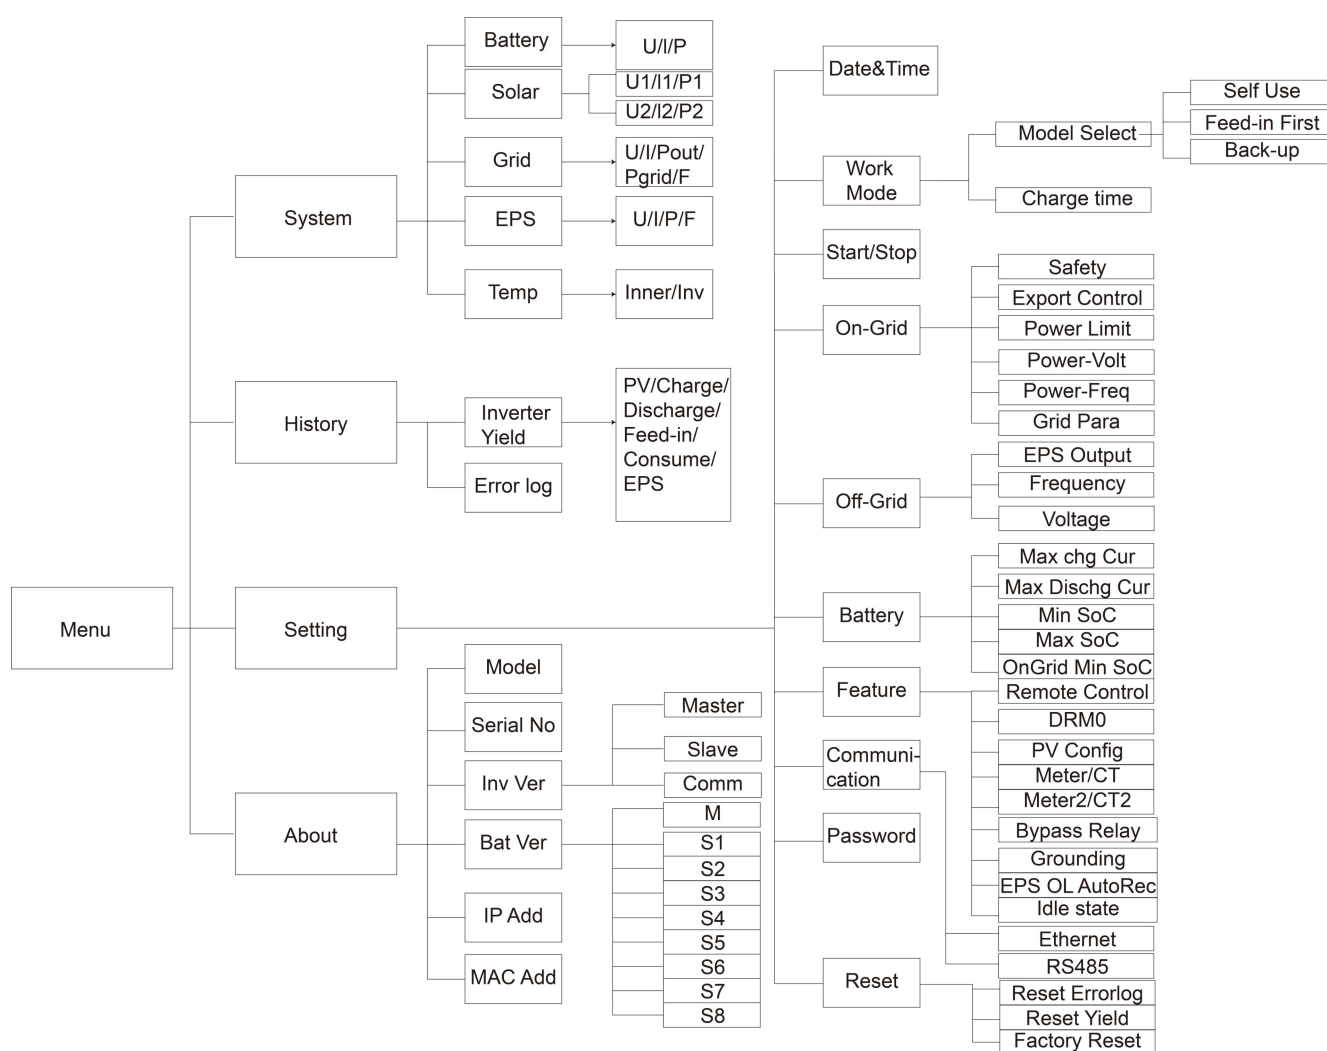 Menu
System
Battery
U/I/P
Solar
U1/I1/P1
U2/I2/P2
Grid
U/I/Pout/
Pgrid/F
EPS
U/I/P/F
Temp
Inner/Inv
History
Inverter
Yield
PV/Charge/
Discharge/
Feed-in/
Consume/
EPS
Error log
Setting
Date&Time
Work
Mode
Model Select
Self Use
Feed-in First
Back-up
Charge time
Start/Stop
On-Grid
Safety
Export Control
Power Limit
Power-Volt
Power-Freq
Grid Para
Off-Grid
EPS Output
Frequency
Voltage
Battery
Max chg Cur
Max Dischg Cur
Min SoC
Max SoC
OnGrid Min SoC
Feature
Remote Control
DRM0
PV Config
Meter/CT
Meter2/CT2
Bypass Relay
Grounding
EPS OL AutoRec
Idle state
Communi-
cation
Ethernet
RS485
Password
Reset
Reset Errorlog
Reset Yield
Factory Reset
About
Model
Serial No
Inv Ver
Master
Slave
Comm
Bat Ver
M
S1
S2
S3
S4
S5
S6
S7
S8
IP Add
MAC Add